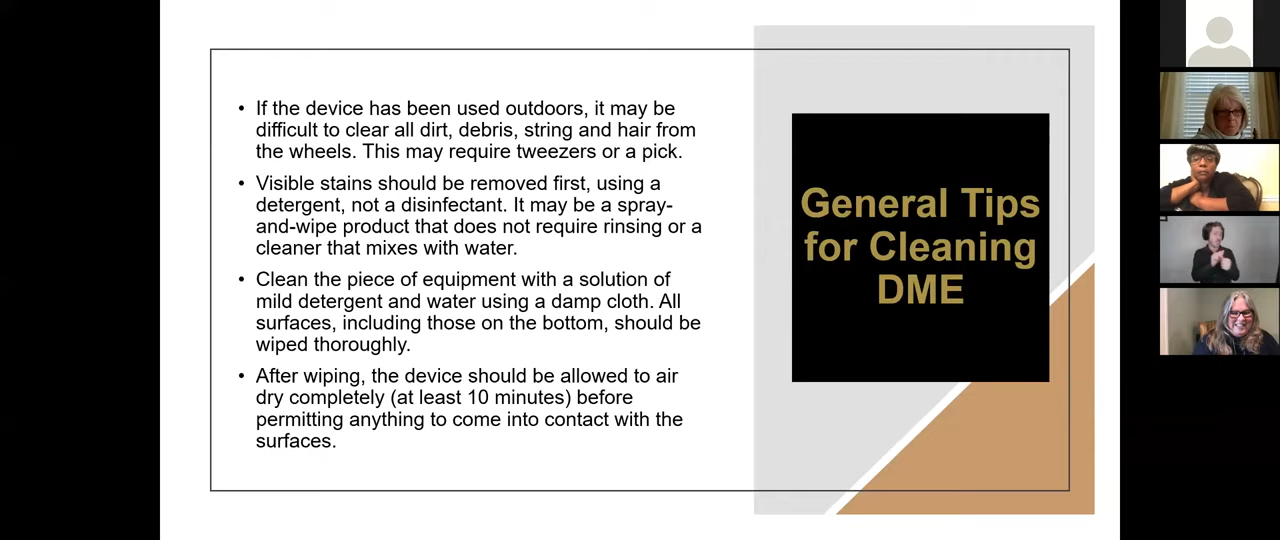 • If the device has been used outdoors, it may be
difficult to clear all dirt, debris, string and hair from
the wheels. This may require tweezers or a pick.
• Visible stains should be removed first, using a
detergent, not a disinfectant. It may be a spray-
and-wipe product that does not require rinsing or a
cleaner that mixes with water.
• Clean the piece of equipment with a solution of
mild detergent and water using a damp cloth. All
surfaces, including those on the bottom, should be
wiped thoroughly.
• After wiping, the device should be allowed to air
dry completely (at least 10 minutes) before
permitting anything to come into contact with the
surfaces.
General Tips
for Cleaning
DME